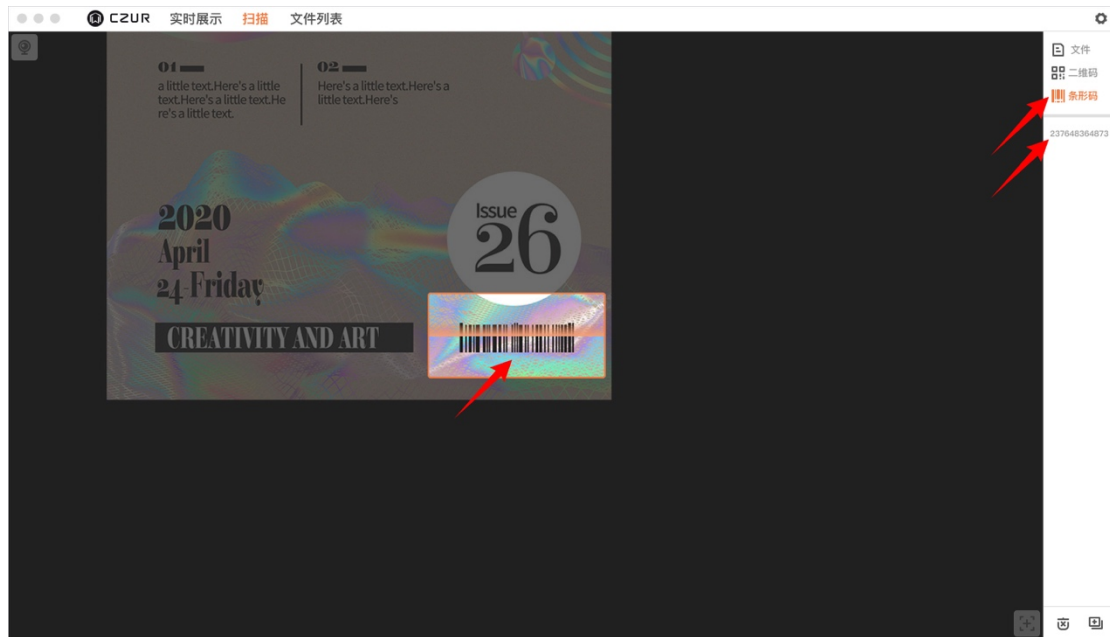 CZUR 实时展示 扫描 文件列表
文件
二维码
条形码
237648364873
01
a little text.Here's a little
text.Here's a little text.He
re's a little text.
02
Here's a little text.Here's a
little text.Here's
2020
April
24-Friday
Issue
26
CREATIVITY AND ART